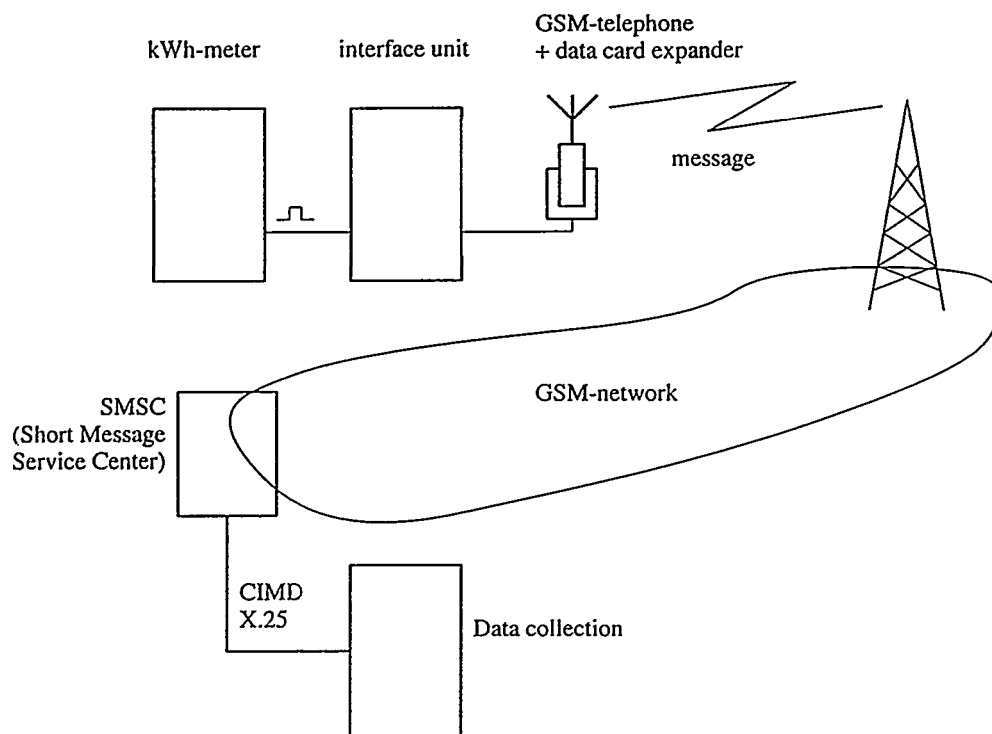 kWh-meter
interface unit
GSM-telephone
+ data card expander
message
GSM-network
SMSC
(Short Message
Service Center)
CIMD
X.25
Data collection